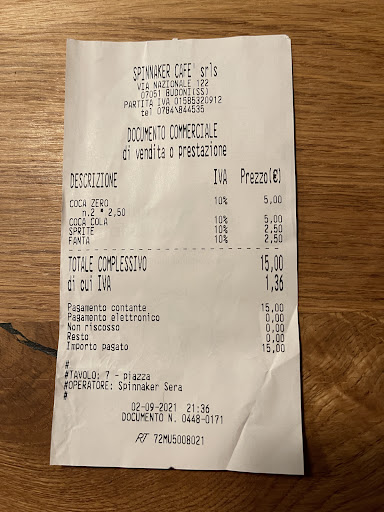 SPINNAKER CAFE' srls
VIA NAZIONALE 122
07051 BUDONI(SS)
PARTITA IVA 01585320912
tel 0784\844535
DOCUMENTO COMMERCIALE
di vendita o prestazione
DESCRIZIONE IVA Prezzo(€)
COCA ZERO 10% 5,00
n.2 * 2,50
COCA COLA 10% 5,00
SPRITE 10% 2,50
FANTA 10% 2,50
TOTALE COMPLESSIVO 15,00
di cui IVA 1,36
Pagamento contante 15,00
Pagamento elettronico 0,00
Non riscosso 0,00
Resto 0,00
Importo pagato 15,00
#
#TAVOLO: 7 - piazza
#OPERATORE: Spinnaker Sera
#
02-09-2021 21:36
DOCUMENTO N. 0448-0171
RT 72MU5008021